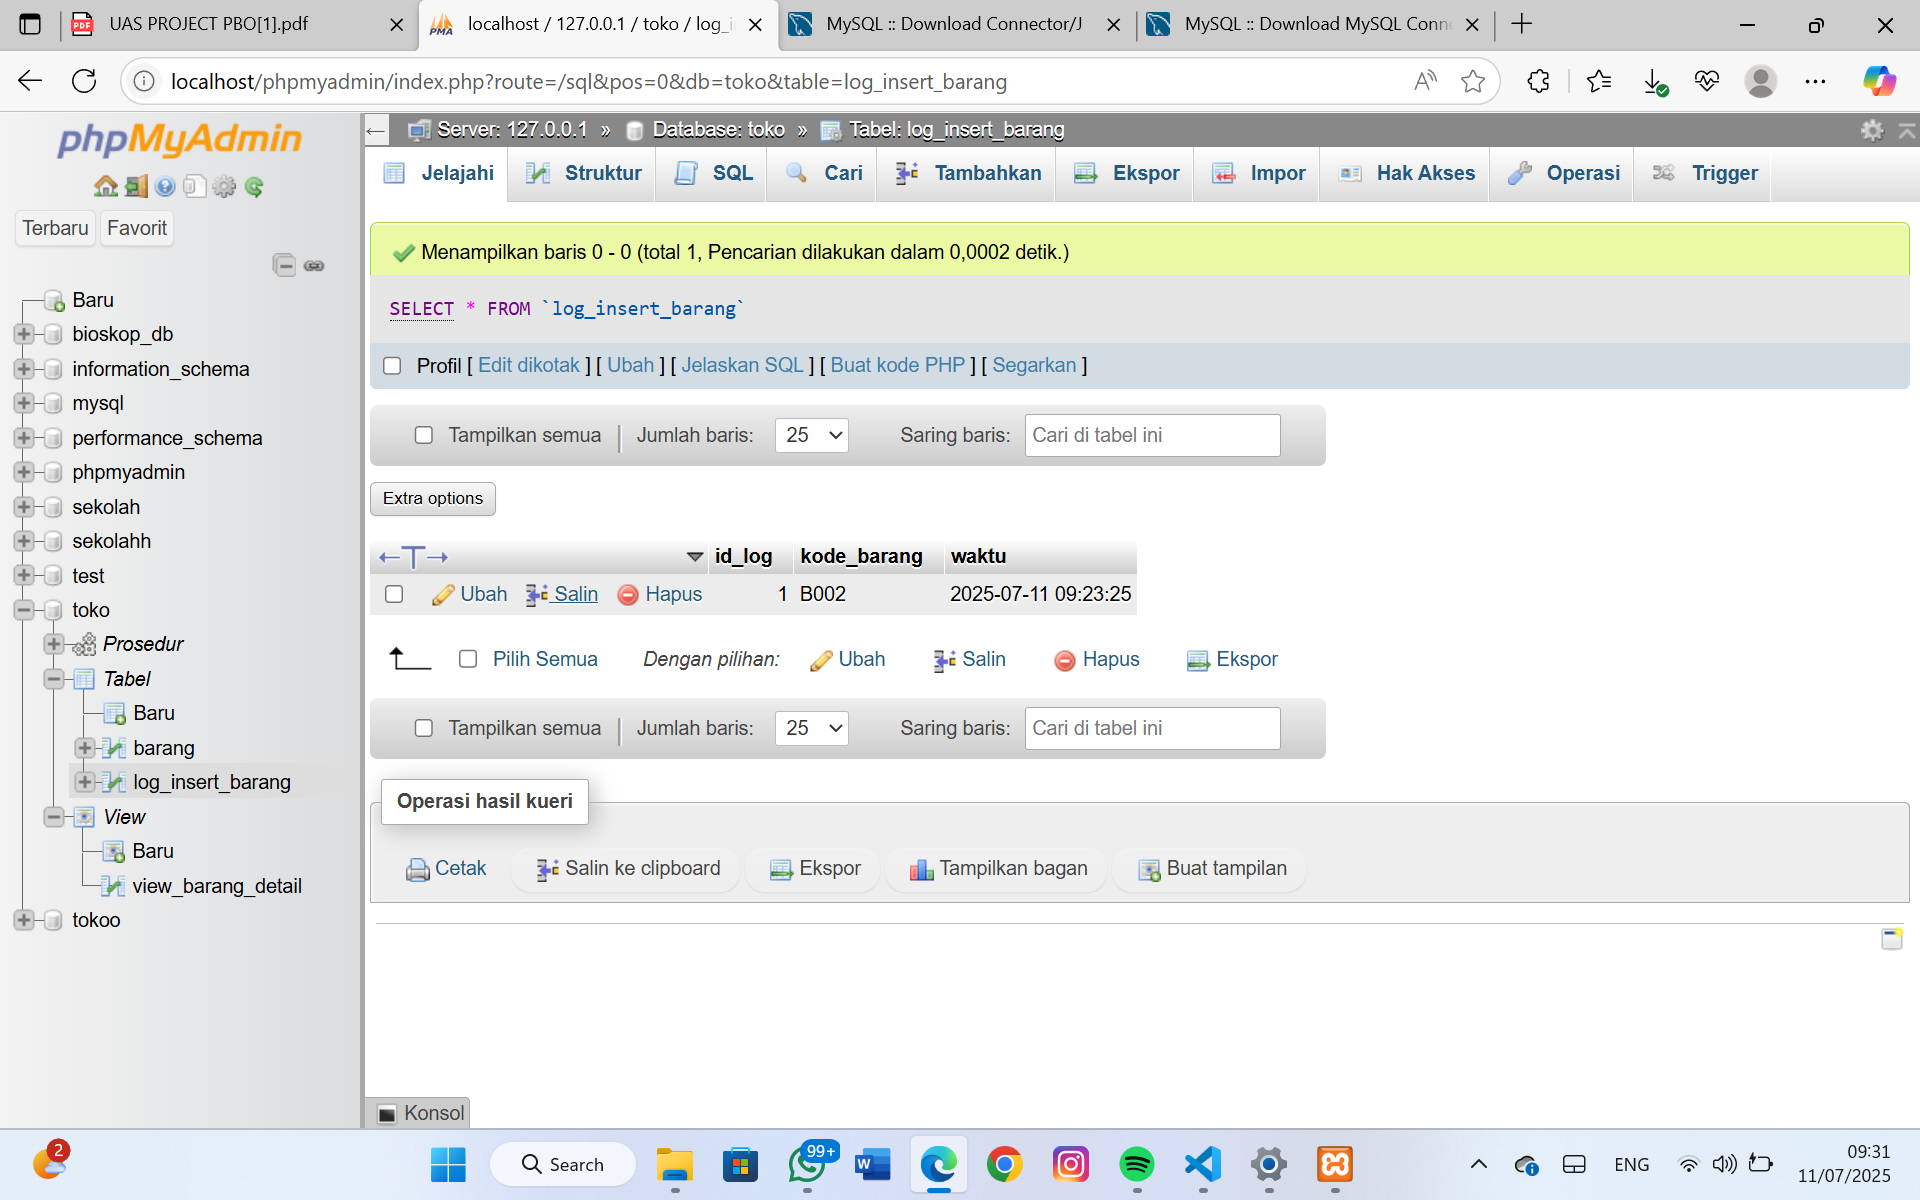 UAS PROJECT PBO[1].pdf
localhost / 127.0.0.1 / toko / log_i
MySQL :: Download Connector/J
MySQL :: Download MySQL Conn
localhost/phpmyadmin/index.php?route=/sql&pos=0&db=toko&table=log_insert_barang
phpMyAdmin
Terbaru
Favorit
Baru
bioskop_db
information_schema
mysql
performance_schema
phpmyadmin
sekolah
sekolahh
test
toko
Prosedur
Tabel
Baru
barang
log_insert_barang
View
Baru
view_barang_detail
tokoo
Server: 127.0.0.1 » Database: toko » Tabel: log_insert_barang
Jelajahi Struktur SQL Cari Tambahkan Ekspor Impor Hak Akses Operasi Trigger
Menampilkan baris 0 - 0 (total 1, Pencarian dilakukan dalam 0,0002 detik.)
SELECT * FROM `log_insert_barang`
Profil [ Edit dikotak ] [ Ubah ] [ Jelaskan SQL ] [ Buat kode PHP ] [ Segarkan ]
Tampilkan semua | Jumlah baris: 25 Saring baris: Cari di tabel ini
Extra options
id_log kode_barang waktu
Ubah Salin Hapus 1 B002 2025-07-11 09:23:25
Pilih Semua Dengan pilihan: Ubah Salin Hapus Ekspor
Tampilkan semua | Jumlah baris: 25 Saring baris: Cari di tabel ini
Operasi hasil kueri
Cetak Salin ke clipboard Ekspor Tampilkan bagan Buat tampilan
Konsol
2
Search
99+
ENG
09:31
11/07/2025